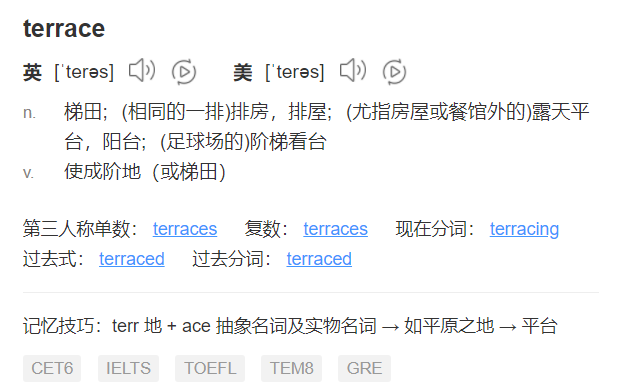 terrace
英 [ˈterəs] 美 [ˈterəs]
n. 梯田；(相同的一排)排房，排屋；(尤指房屋或餐馆外的)露天平
台，阳台；(足球场的)阶梯看台
v. 使成阶地（或梯田）
第三人称单数： terraces 复数： terraces 现在分词： terracing
过去式： terraced 过去分词： terraced
记忆技巧：terr 地 + ace 抽象名词及实物名词 → 如平原之地 → 平台
CET6 IELTS TOEFL TEM8 GRE